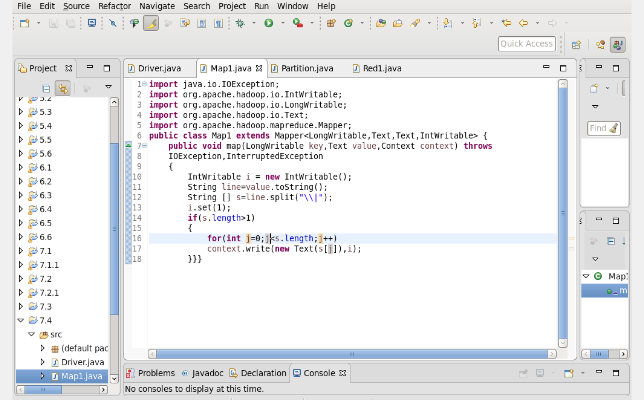 File Edit Source Refactor Navigate Search Project Run Window Help
Quick Access
Project
Driver.java Map1.java Partition.java Red1.java
5.2
5.3
5.4
5.5
5.6
6.1
6.2
6.3
6.4
6.5
6.6
7.1
7.1.1
7.2
7.2.1
7.3
7.4
src
(default pac
Driver.java
Map1.java
1 import java.io.IOException;
2 import org.apache.hadoop.io.IntWritable;
3 import org.apache.hadoop.io.LongWritable;
4 import org.apache.hadoop.io.Text;
5 import org.apache.hadoop.mapreduce.Mapper;
6 public class Map1 extends Mapper<LongWritable,Text,Text,IntWritable> {
7 public void map(LongWritable key,Text value,Context context) throws
8 IOException,InterruptedException
9 {
10 IntWritable i = new IntWritable();
11 String line=value.toString();
12 String [] s=line.split("\\|");
13 i.set(1);
14 if(s.length>1)
15 {
16 for(int j=0;j<s.length;j++)
17 context.write(new Text(s[j]),i);
18 }}}
Find
Map1
Problems Javadoc Declaration Console
No consoles to display at this time.